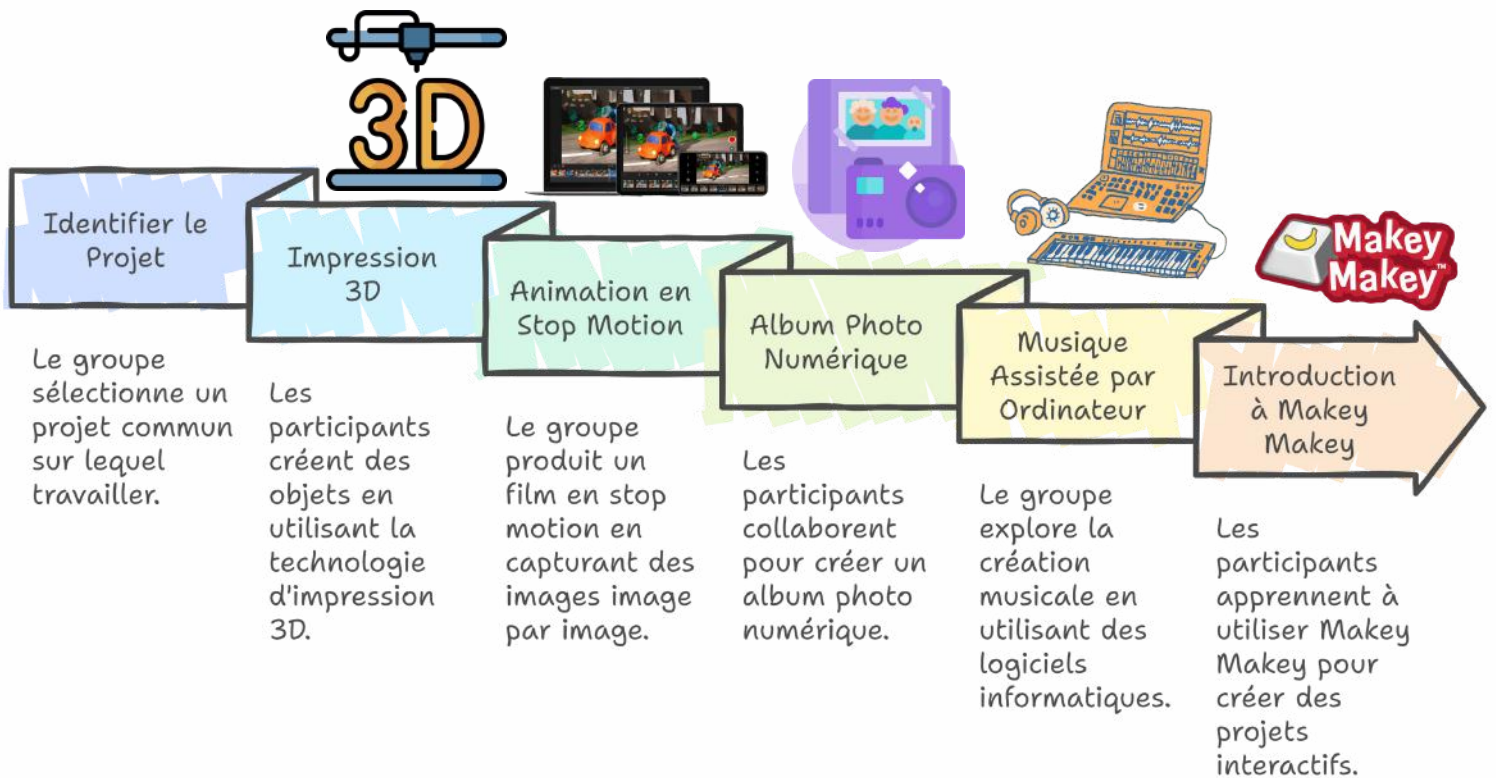 3D
Identifier le
Projet
Le groupe
sélectionne un
projet commun
sur lequel
travailler.
Impression
3D
Les
participants
créent des
objets en
utilisant la
technologie
d'impression
3D.
Animation en
Stop Motion
Le groupe
produit un
film en stop
motion en
capturant des
images image
par image.
Album Photo
Numérique
Les
participants
collaborent
pour créer un
album photo
numérique.
Musique
Assistée par
Ordinateur
Le groupe
explore la
création
musicale en
utilisant des
logiciels
informatiques.
Makey
Makey™
Introduction
à Makey
Makey
Les
participants
apprennent à
utiliser Makey
Makey pour
créer des
projets
interactifs.